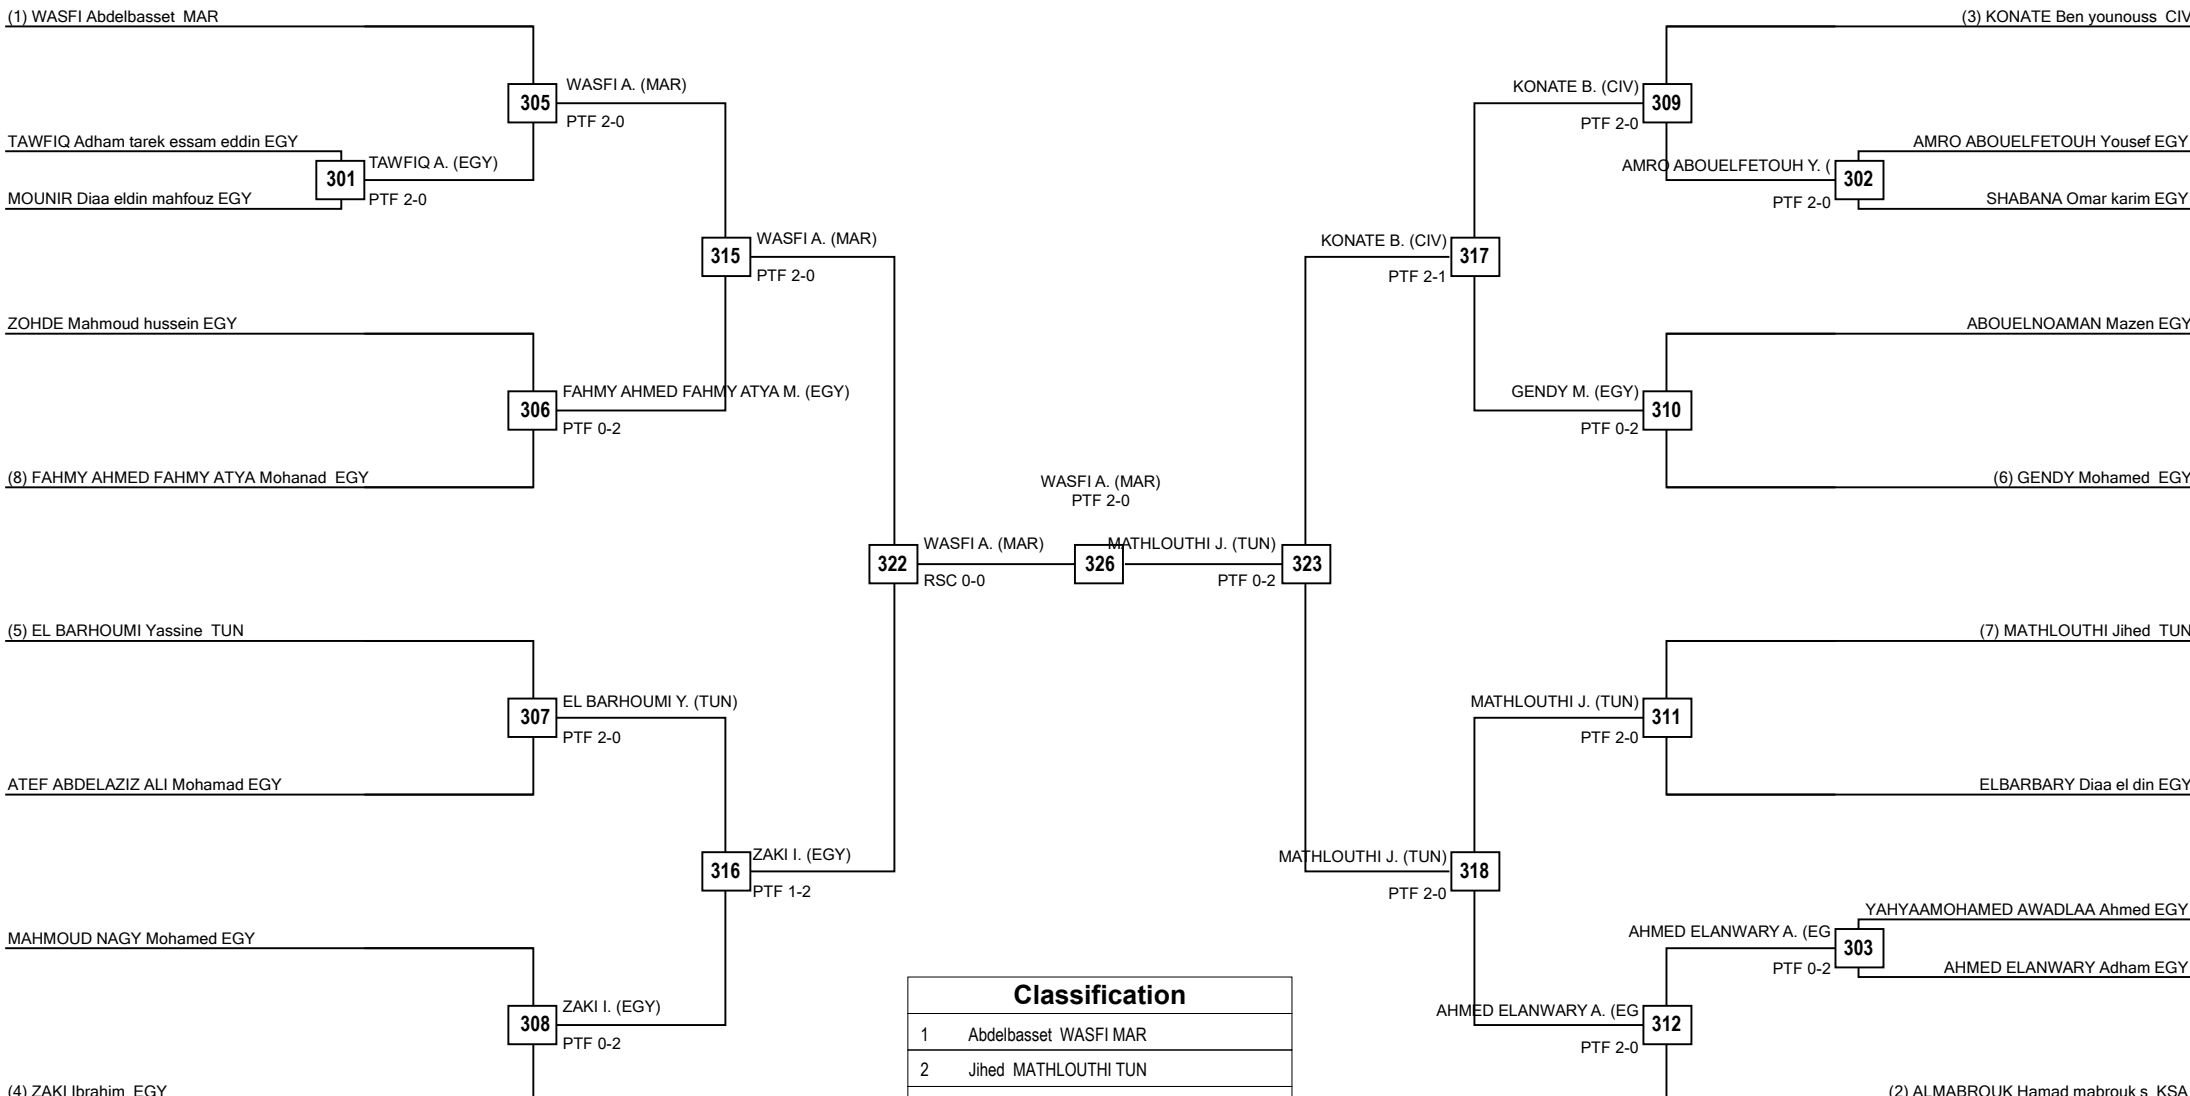 (1) WASFI Abdelbasset MAR
(3) KONATE Ben younouss CIV
WASFI A. (MAR)
305
PTF 2-0
KONATE B. (CIV)
309
PTF 2-0
TAWFIQ Adham tarek essam eddin EGY
301
TAWFIQ A. (EGY)
PTF 2-0
MOUNIR Diaa eldin mahfouz EGY
AMRO ABOUELFETOUH Yousef EGY
AMRO ABOUELFETOUH Y. (
302
PTF 2-0
SHABANA Omar karim EGY
WASFI A. (MAR)
315
PTF 2-0
KONATE B. (CIV)
317
PTF 2-1
ZOHDE Mahmoud hussein EGY
ABOUELNOAMAN Mazen EGY
FAHMY AHMED FAHMY ATYA M. (EGY)
306
PTF 0-2
GENDY M. (EGY)
310
PTF 0-2
(8) FAHMY AHMED FAHMY ATYA Mohanad EGY
(6) GENDY Mohamed EGY
WASFI A. (MAR)
PTF 2-0
322
WASFI A. (MAR)
RSC 0-0
326
MATHLOUTHI J. (TUN)
PTF 0-2
323
(5) EL BARHOUMI Yassine TUN
(7) MATHLOUTHI Jihed TUN
EL BARHOUMI Y. (TUN)
307
PTF 2-0
MATHLOUTHI J. (TUN)
311
PTF 2-0
ATEF ABDELAZIZ ALI Mohamad EGY
ELBARBARY Diaa el din EGY
ZAKI I. (EGY)
316
PTF 1-2
MATHLOUTHI J. (TUN)
318
PTF 2-0
MAHMOUD NAGY Mohamed EGY
YAHYAAMOHAMED AWADLAA Ahmed EGY
AHMED ELANWARY A. (EG
303
PTF 0-2
AHMED ELANWARY Adham EGY
ZAKI I. (EGY)
308
PTF 0-2
AHMED ELANWARY A. (EG
312
PTF 2-0
Classification
1 Abdelbasset WASFI MAR
2 Jihed MATHLOUTHI TUN
(4) ZAKI Ibrahim EGY
(2) ALMABROUK Hamad mabrouk s KSA